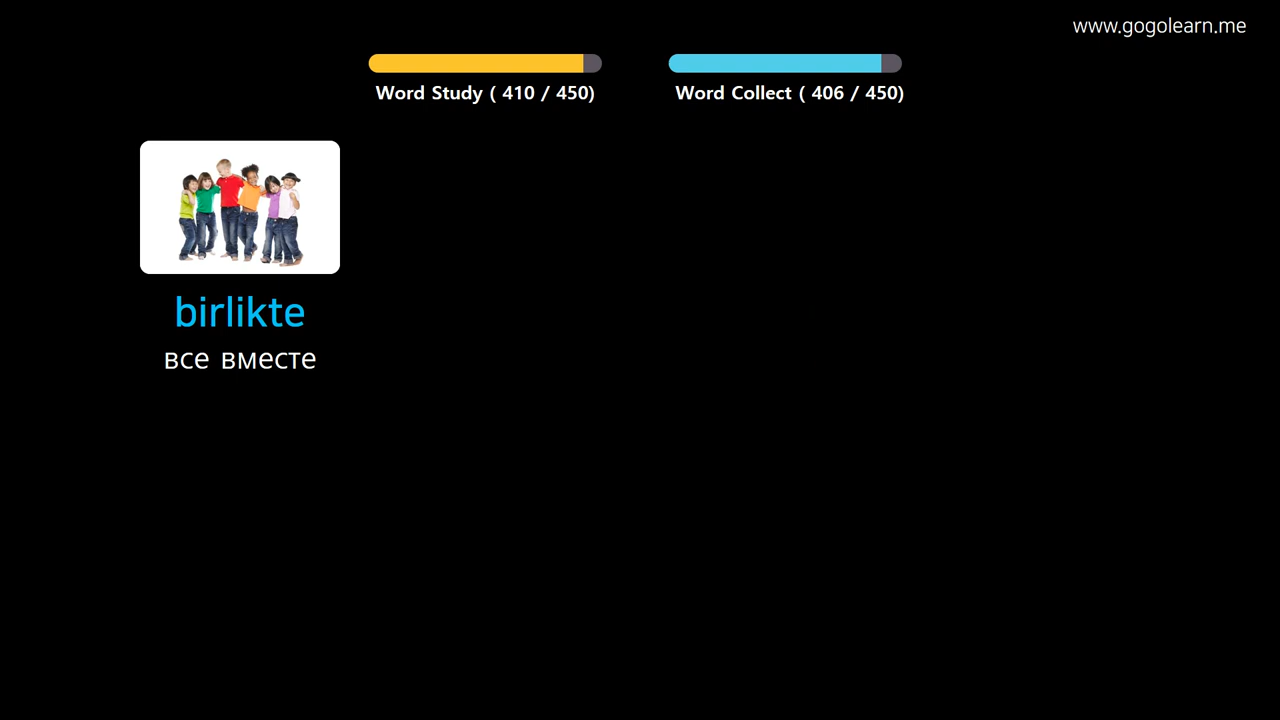 www.gogolearn.me
Word Study ( 410 / 450)
Word Collect ( 406 / 450)
birlikte
все вместе